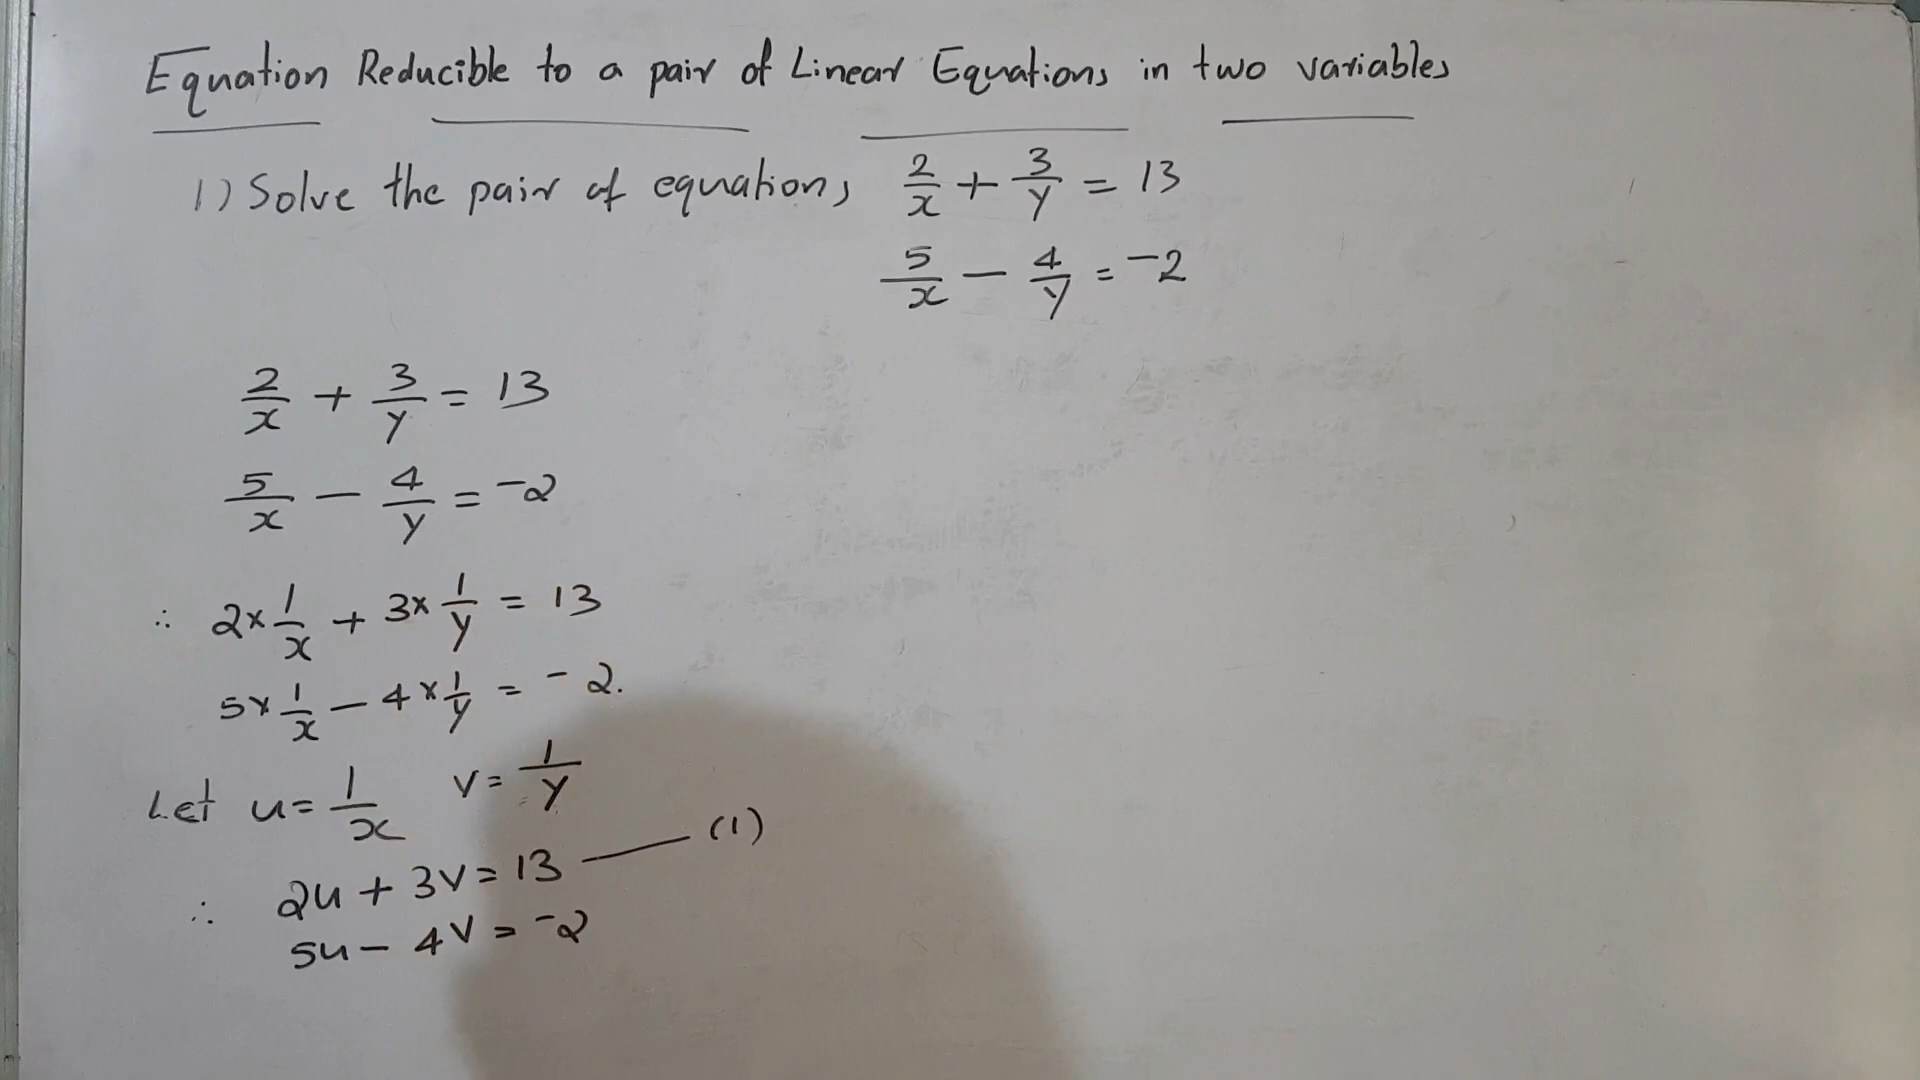 Equation Reducible to a pair of Linear Equations in two variables
1) Solve the pair of equations 2/x + 3/y = 13
5/x - 4/y = -2
2/x + 3/y = 13
5/x - 4/y = -2
∴ 2×1/x + 3×1/y = 13
5×1/x - 4×1/y = -2.
Let u = 1/x v = 1/y
∴ 2u + 3v = 13 —— (1)
5u - 4v = -2